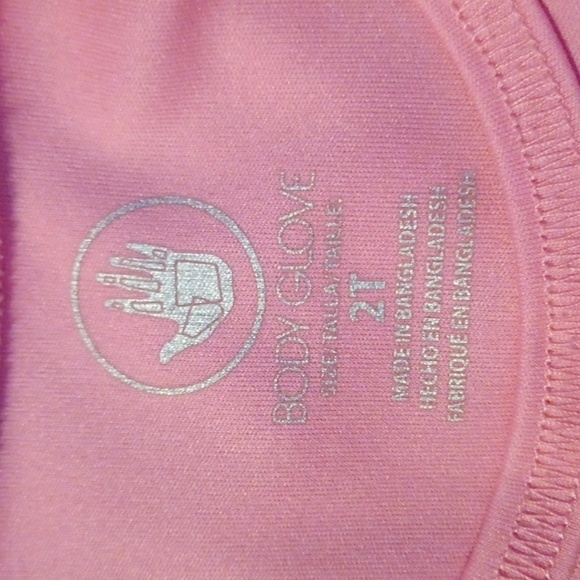 BODY GLOVE
SIZE/TALLA/TAILLE
2T
MADE IN BANGLADESH
HECHO EN BANGLADESH
FABRIQUE EN BANGLADESH